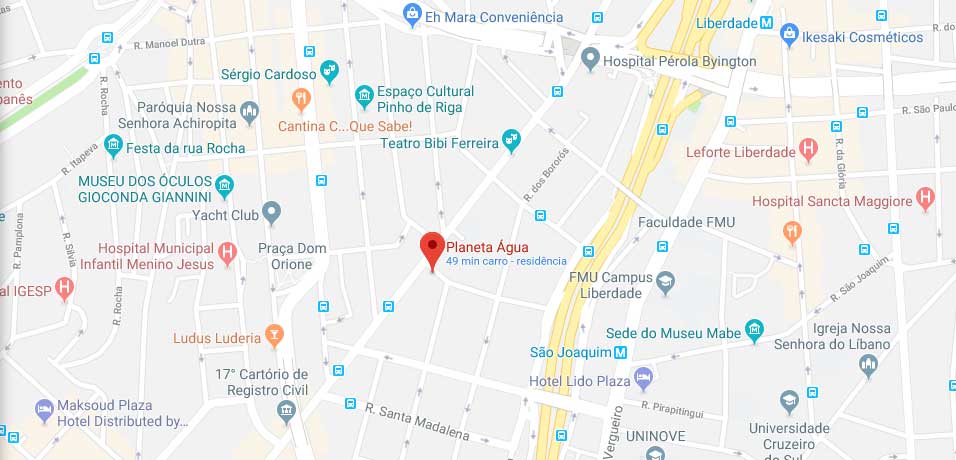 Eh Mara Conveniência
Liberdade M
Ikesaki Cosméticos
R. Manoel Dutra
Hospital Pérola Byington
Sérgio Cardoso
ento
anês
R. Rocha
Espaço Cultural
Pinho de Riga
Paróquia Nossa
Senhora Achiropita
Cantina C...Que Sabe!
R. São Paulo
Teatro Bibi Ferreira
Festa da rua Rocha
R. Itapeva
Leforte Liberdade
H
R. da Glória
MUSEU DOS ÓCULOS
GIOCONDA GIANNINI
R. dos Bororós
Hospital Sancta Maggiore
H
Yacht Club
Faculdade FMU
R. Pamplona
R. Silvia
Hospital Municipal
Infantil Menino Jesus
H
Praça Dom
Orione
Planeta Água
49 min carro - residência
FMU Campus
Liberdade
R. São Joaquim
al IGESP
H
R. Rocha
Ludus Luderia
Sede do Museu Mabe
Igreja Nossa
Senhora do Líbano
São Joaquim M
17° Cartório de
Registro Civil
Hotel Lido Plaza
Maksoud Plaza
Hotel Distributed by...
R. Santa Madalena
R. Pirapitingui
Vergueiro
UNINOVE
Universidade
Cruzeiro
do Sul